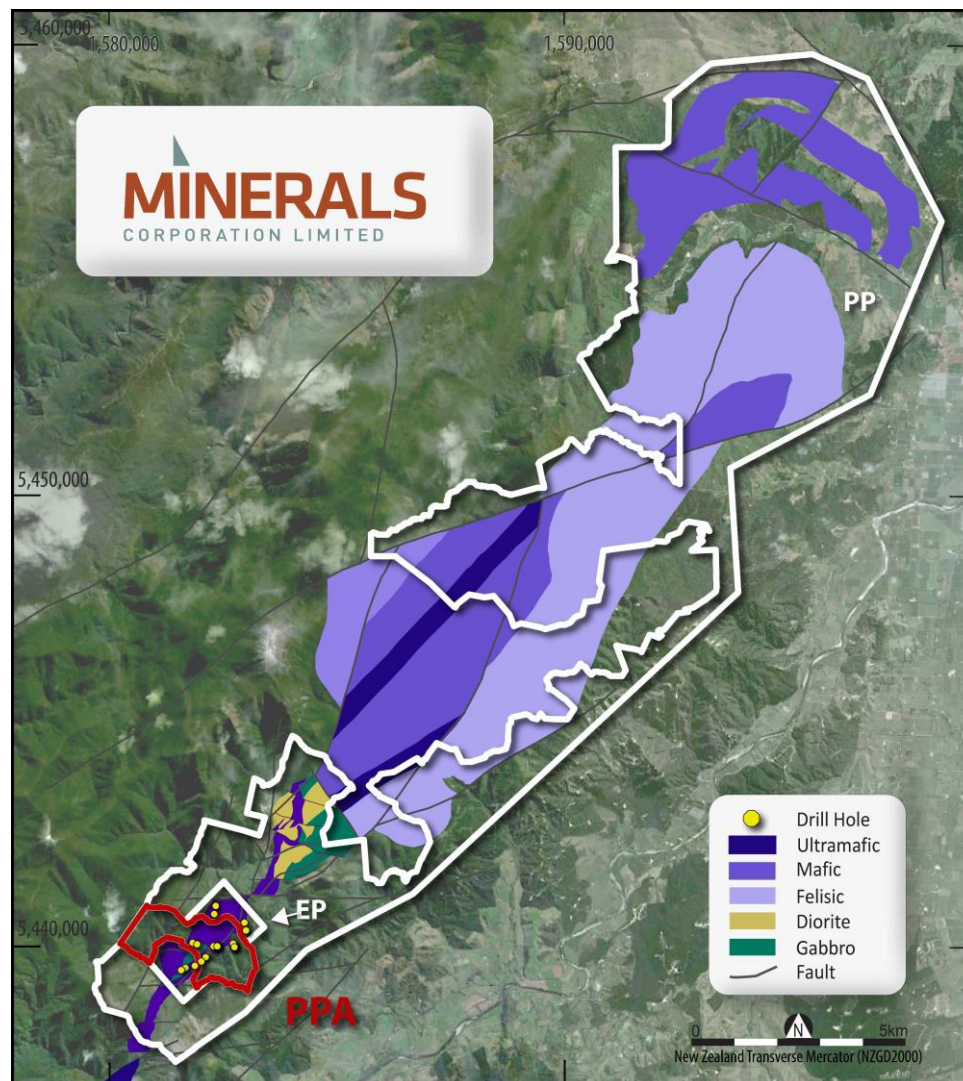 5,460,000
1,580,000
1,590,000
MINERALS
CORPORATION LIMITED
PP
5,450,000
Drill Hole
Ultramafic
Mafic
Felisic
Diorite
Gabbro
Fault
EP
5,440,000
PPA
0
N
5km
New Zealand Transverse Mercator (NZGD2000)